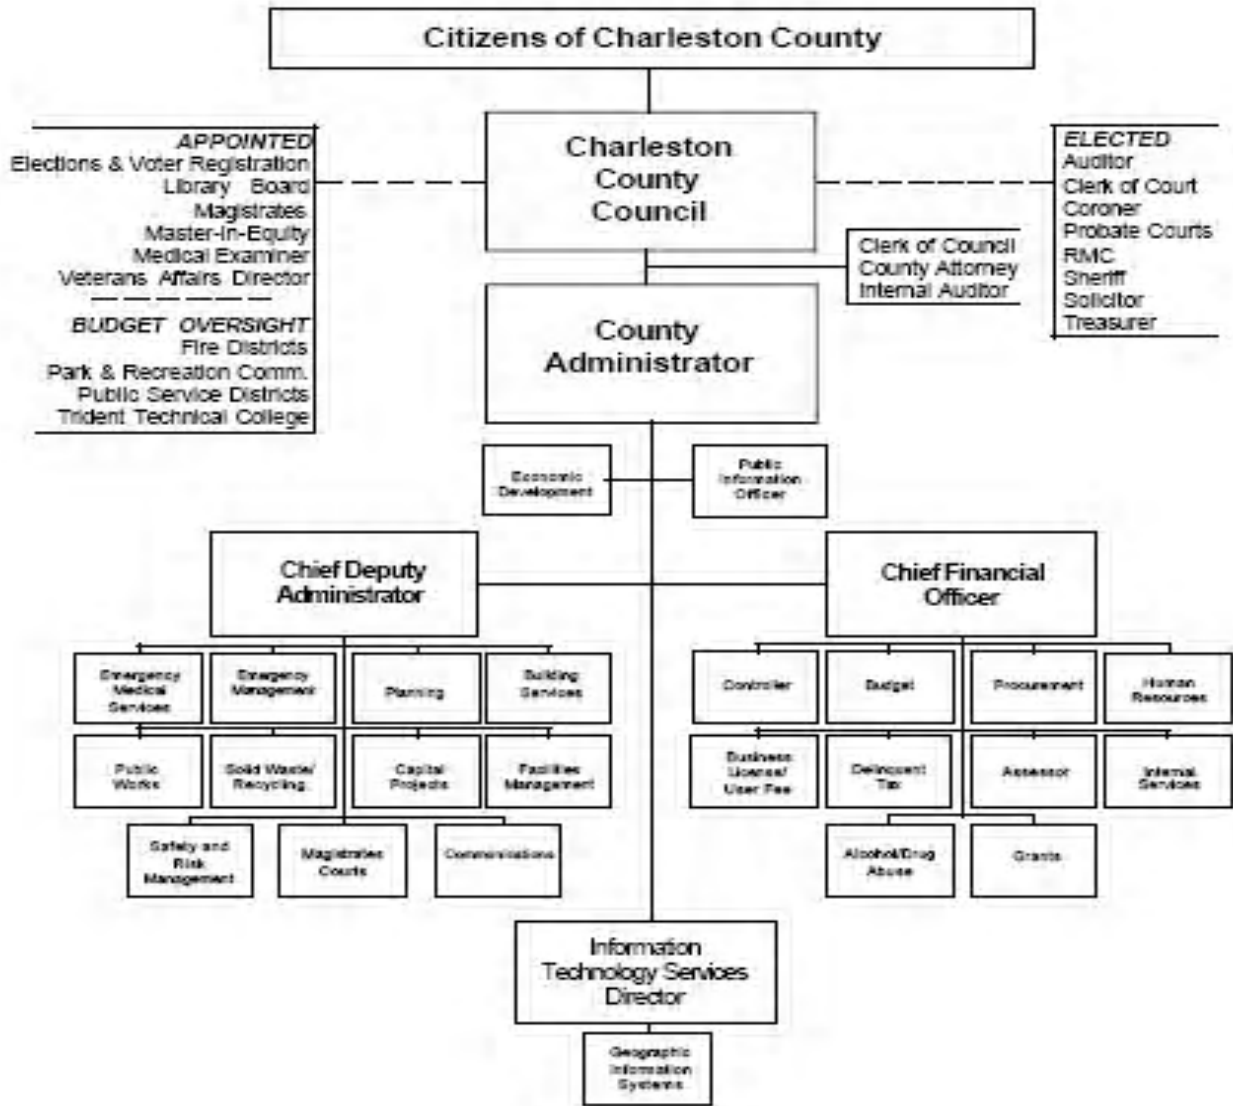 Citizens of Charleston County
Charleston
County
Council
APPOINTED
Elections & Voter Registration
Library Board
Magistrates
Master-In-Equity
Medical Examiner
Veterans Affairs Director
BUDGET OVERSIGHT
Fire Districts
Park & Recreation Comm.
Public Service Districts
Trident Technical College
ELECTED
Auditor
Clerk of Court
Coroner
Probate Courts
RMC
Sheriff
Solicitor
Treasurer
Clerk of Council
County Attorney
Internal Auditor
County
Administrator
Economic
Development
Public
Information
Officer
Chief Deputy
Administrator
Chief Financial
Officer
Emergency
Medical
Services
Emergency
Management
Planning
Building
Services
Controller
Budget
Procurement
Human
Resources
Public
Works
Solid Waste/
Recycling
Capital
Projects
Facilities
Management
Business
License/
User Fee
Delinquent
Tax
Assessor
Internal
Services
Safety and
Risk
Management
Magistrates
Courts
Alcohol/Drug
Abuse
Grants
Information
Technology Services
Director
Geographic
Information
Systems